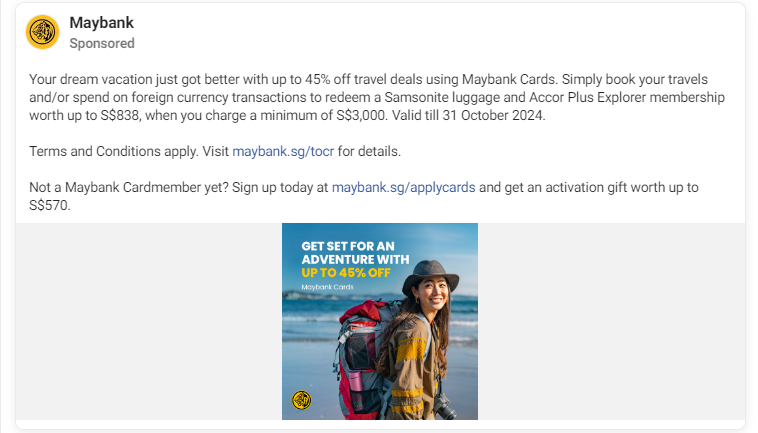 Maybank
Sponsored
Your dream vacation just got better with up to 45% off travel deals using Maybank Cards. Simply book your travels
and/or spend on foreign currency transactions to redeem a Samsonite luggage and Accor Plus Explorer membership
worth up to S$838, when you charge a minimum of S$3,000. Valid till 31 October 2024.
Terms and Conditions apply. Visit maybank.sg/tocr for details.
Not a Maybank Cardmember yet? Sign up today at maybank.sg/applycards and get an activation gift worth up to
S$570.
GET SET FOR AN
ADVENTURE WITH
UP TO 45% OFF
Maybank Cards